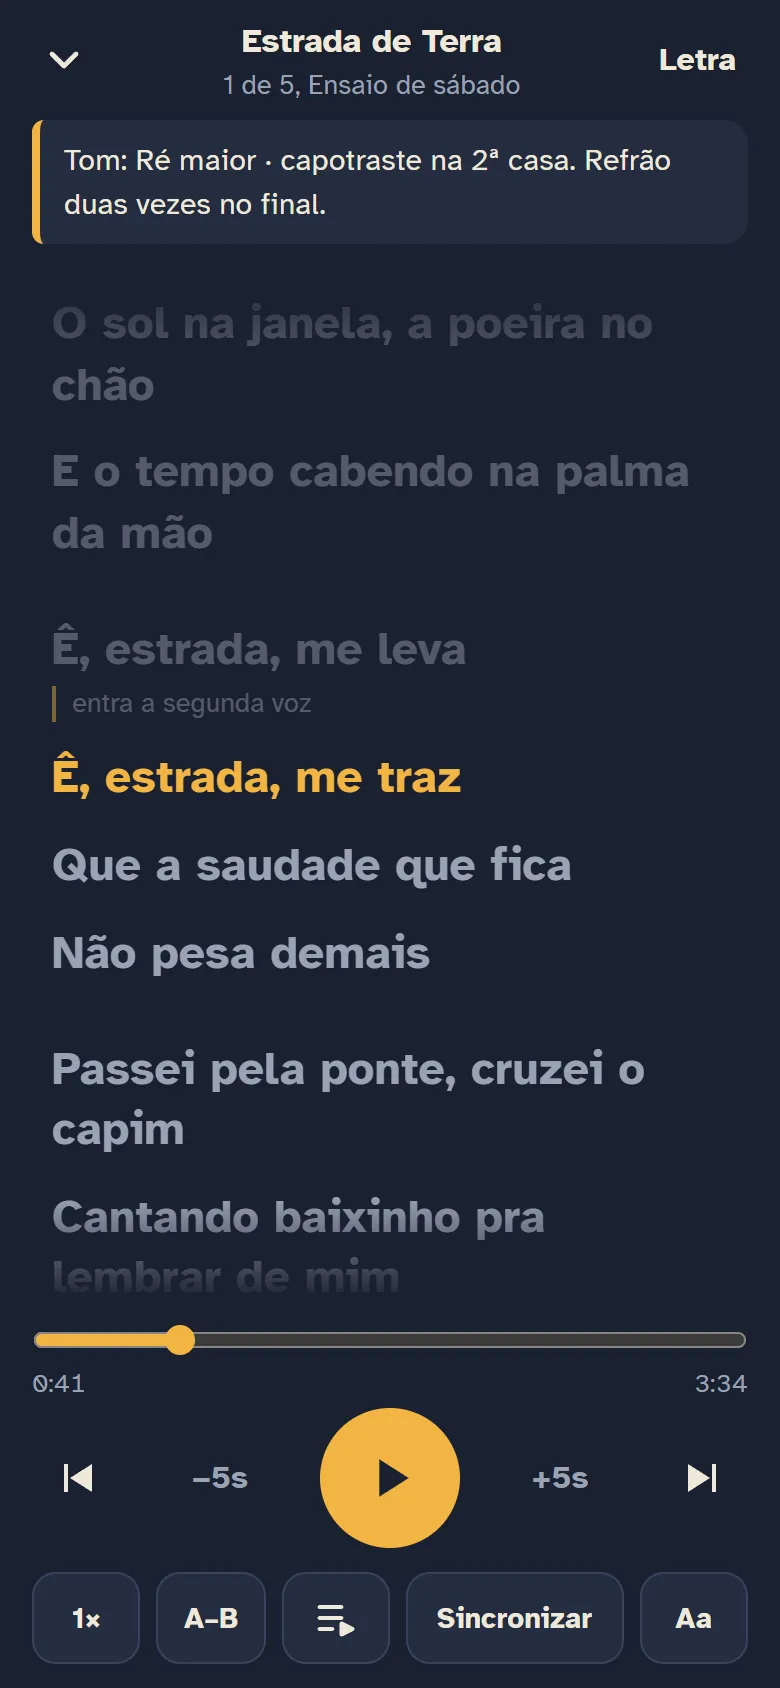 Estrada de Terra
1 de 5, Ensaio de sábado
Letra
Tom: Ré maior · capotraste na 2ª casa. Refrão
duas vezes no final.
O sol na janela, a poeira no
chão
E o tempo cabendo na palma
da mão
Ê, estrada, me leva
entra a segunda voz
Ê, estrada, me traz
Que a saudade que fica
Não pesa demais
Passei pela ponte, cruzei o
capim
Cantando baixinho pra
lembrar de mim
0:41
3:34
−5s
+5s
1×
A–B
Sincronizar
Aa